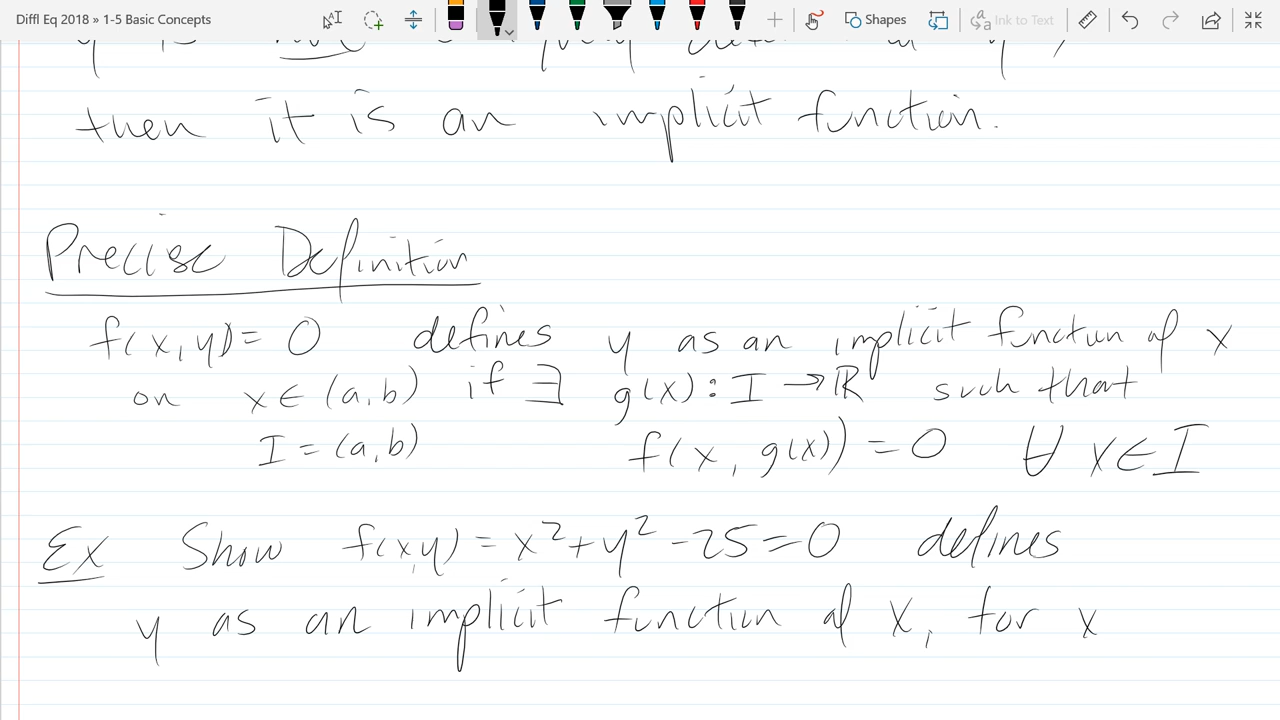 Diffl Eq 2018 » 1-5 Basic Concepts
Shapes
Ink to Text
y is not
then it is an implicit function.
Precise Definition
f(x,y) = 0 defines y as an implicit function of x
on x ∈ (a,b) if ∃ g(x): I → ℝ such that
I = (a,b) f(x, g(x)) = 0 ∀ x ∈ I
Ex Show f(x,y) = x² + y² - 25 = 0 defines
y as an implicit function of x, for x